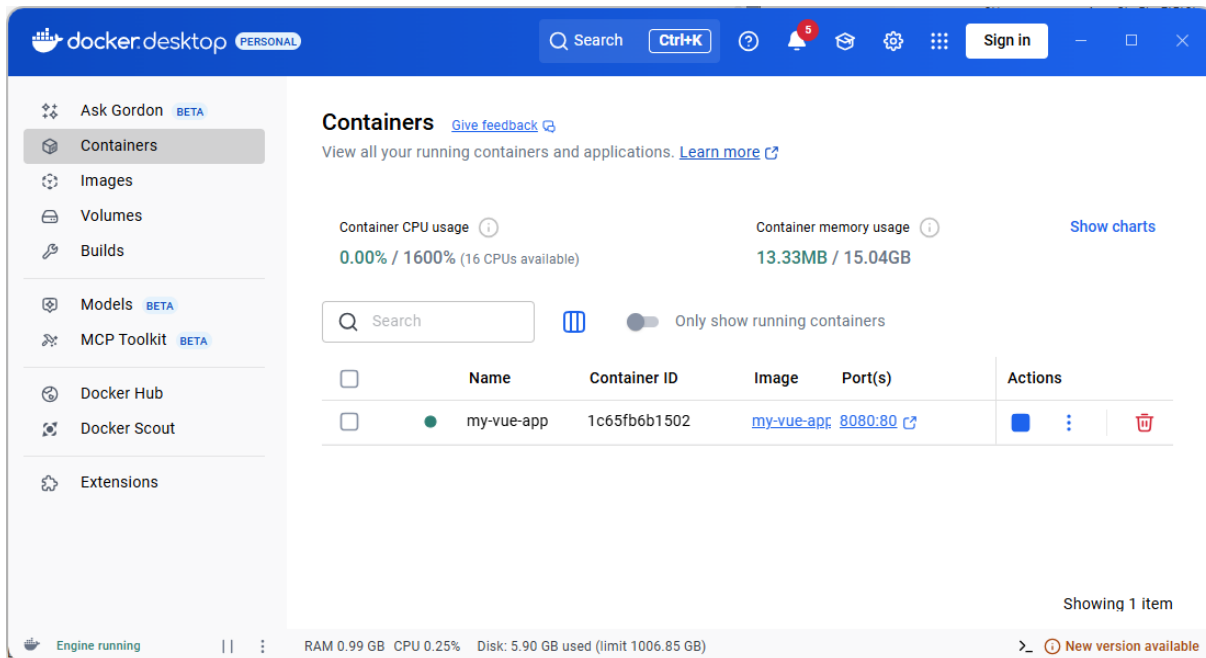 docker.desktop PERSONAL
Search Ctrl+K
5
Sign in
Ask Gordon BETA
Containers
Images
Volumes
Builds
Models BETA
MCP Toolkit BETA
Docker Hub
Docker Scout
Extensions
Containers Give feedback
View all your running containers and applications. Learn more
Container CPU usage
0.00% / 1600% (16 CPUs available)
Container memory usage
13.33MB / 15.04GB
Show charts
Search
Only show running containers
Name Container ID Image Port(s) Actions
my-vue-app 1c65fb6b1502 my-vue-app 8080:80
Showing 1 item
Engine running
RAM 0.99 GB CPU 0.25% Disk: 5.90 GB used (limit 1006.85 GB)
New version available